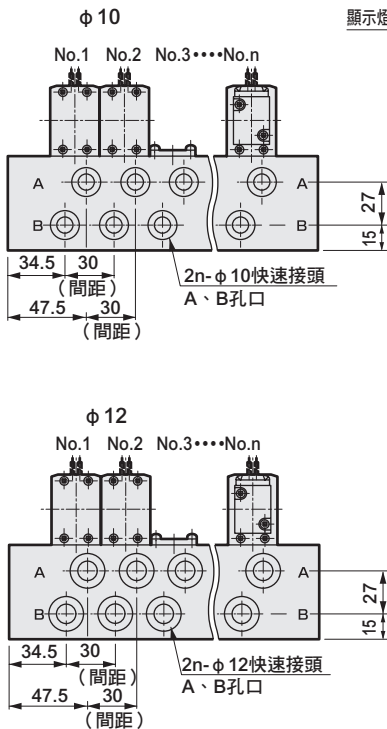 φ10
顯示燈
No.1 No.2 No.3••••No.n
A A
B B
27
15
34.5 30
(間距)
47.5 30
(間距)
2n-φ10快速接頭
A、B孔口
φ12
No.1 No.2 No.3••••No.n
A A
B B
27
15
34.5 30
(間距)
47.5 30
(間距)
2n-φ12快速接頭
A、B孔口